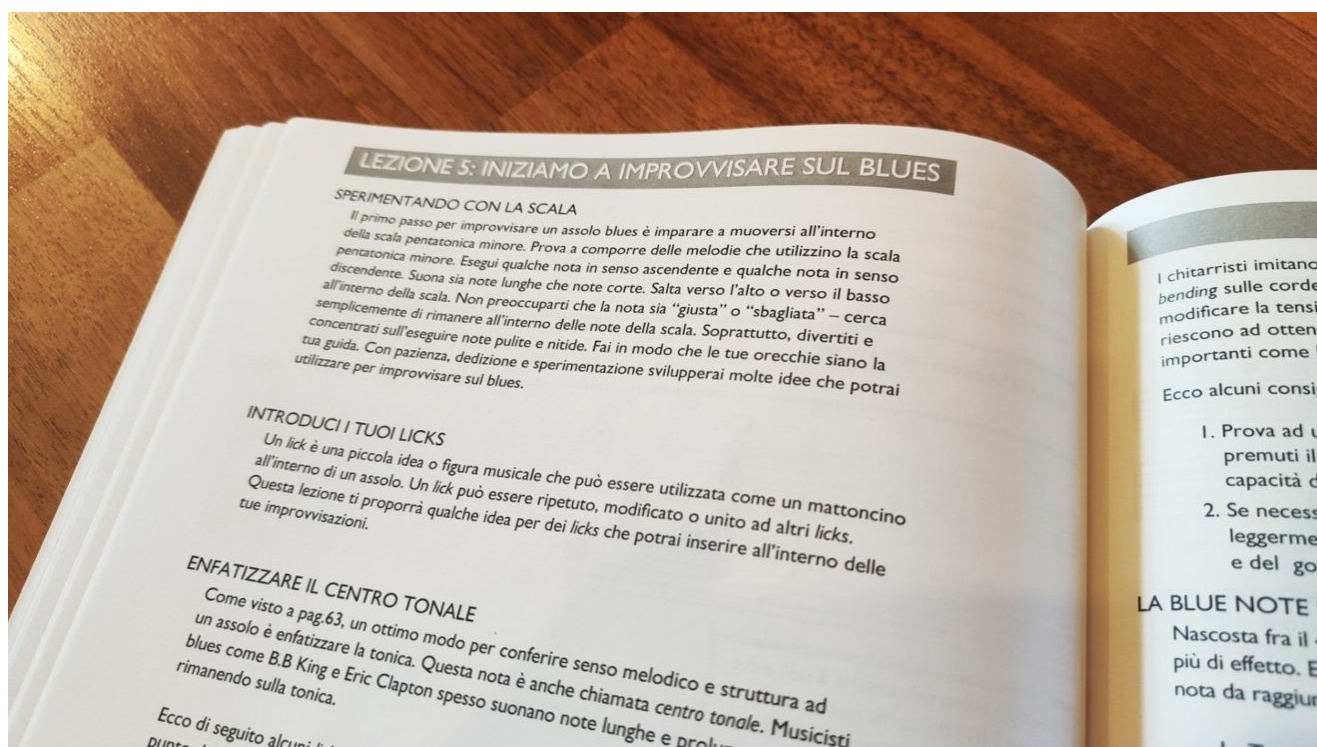 LEZIONE 5: INIZIAMO A IMPROVVISARE SUL BLUES
SPERIMENTANDO CON LA SCALA
Il primo passo per improvvisare un assolo blues è imparare a muoversi all'interno
della scala pentatonica minore. Prova a comporre delle melodie che utilizzino la scala
pentatonica minore. Esegui qualche nota in senso ascendente e qualche nota in senso
discendente. Suona sia note lunghe che note corte. Salta verso l'alto o verso il basso
all'interno della scala. Non preoccuparti che la nota sia “giusta” o “sbagliata” – cerca
semplicemente di rimanere all'interno delle note della scala. Soprattutto, divertiti e
concentrati sull'eseguire note pulite e nitide. Fai in modo che le tue orecchie siano la
tua guida. Con pazienza, dedizione e sperimentazione svilupperai molte idee che potrai
utilizzare per improvvisare sul blues.
INTRODUCI I TUOI LICKS
Un lick è una piccola idea o figura musicale che può essere utilizzata come un mattoncino
all'interno di un assolo. Un lick può essere ripetuto, modificato o unito ad altri licks.
Questa lezione ti proporrà qualche idea per dei licks che potrai inserire all'interno delle
tue improvvisazioni.
ENFATIZZARE IL CENTRO TONALE
Come visto a pag.63, un ottimo modo per conferire senso melodico e struttura ad
un assolo è enfatizzare la tonica. Questa nota è anche chiamata centro tonale. Musicisti
blues come B.B King e Eric Clapton spesso suonano note lunghe e
rimanendo sulla tonica.
Ecco di seguito alcuni
I chitarristi imitano
bending sulle corde
modificare la
riescono ad
importanti come
Ecco alcuni
1. Prova ad
premuti il
capacità
2. Se
e del
LA BLUE NOTE
Nascosta fra il
più di effetto.
nota da